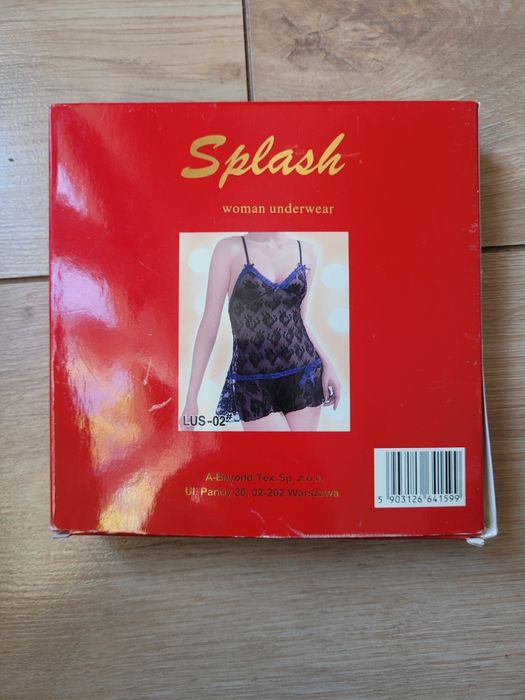 Splash
woman underwear
LUS-02#
A-Beyond Tex Sp. z o.o.
Ul, Pandy 20, 02-202 Warszawa
5 903126 641599